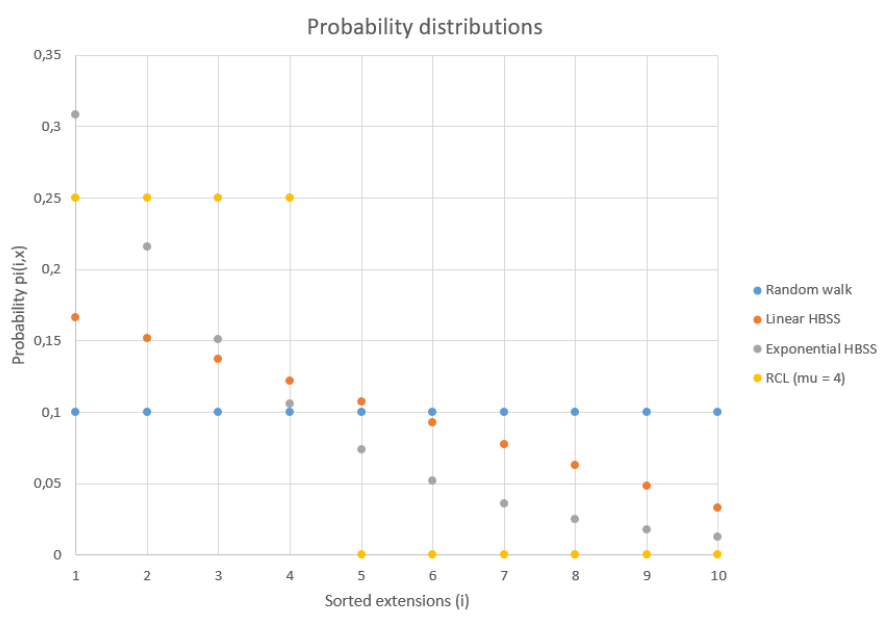 Probability distributions
0,35
0,3
0,25
0,2
0,15
0,1
0,05
0
Probability pi(i,x)
1 2 3 4 5 6 7 8 9 10
Sorted extensions (i)
Random walk
Linear HBSS
Exponential HBSS
RCL (mu = 4)